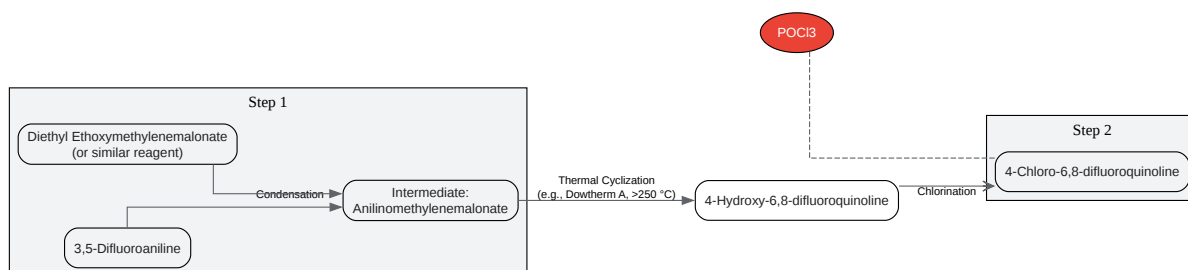 POCl3
Step 1
Diethyl Ethoxymethylenemalonate
(or similar reagent)
Condensation
Intermediate:
Anilinomethylenemalonate
3,5-Difluoroaniline
Thermal Cyclization
(e.g., Dowtherm A, >250 °C)
4-Hydroxy-6,8-difluoroquinoline
Chlorination
Step 2
4-Chloro-6,8-difluoroquinoline